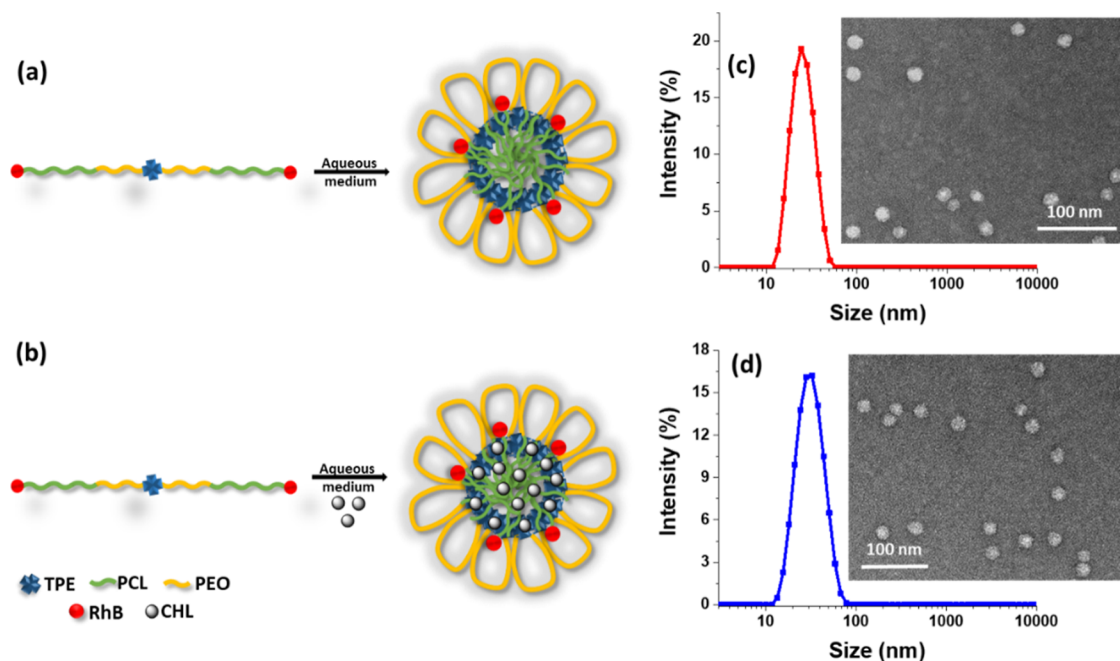 (a)
Aqueous
medium
(b)
Aqueous
medium
TPE PCL PEO
RhB CHL
(c)
Intensity (%)
20
15
10
5
0
10 100 1000 10000
Size (nm)
100 nm
(d)
Intensity (%)
18
15
12
9
6
3
0
10 100 1000 10000
Size (nm)
100 nm